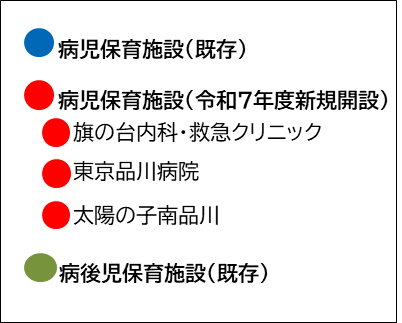 病児保育施設（既存）
病児保育施設（令和７年度新規開設）
旗の台内科・救急クリニック
東京品川病院
太陽の子南品川
病後児保育施設（既存）